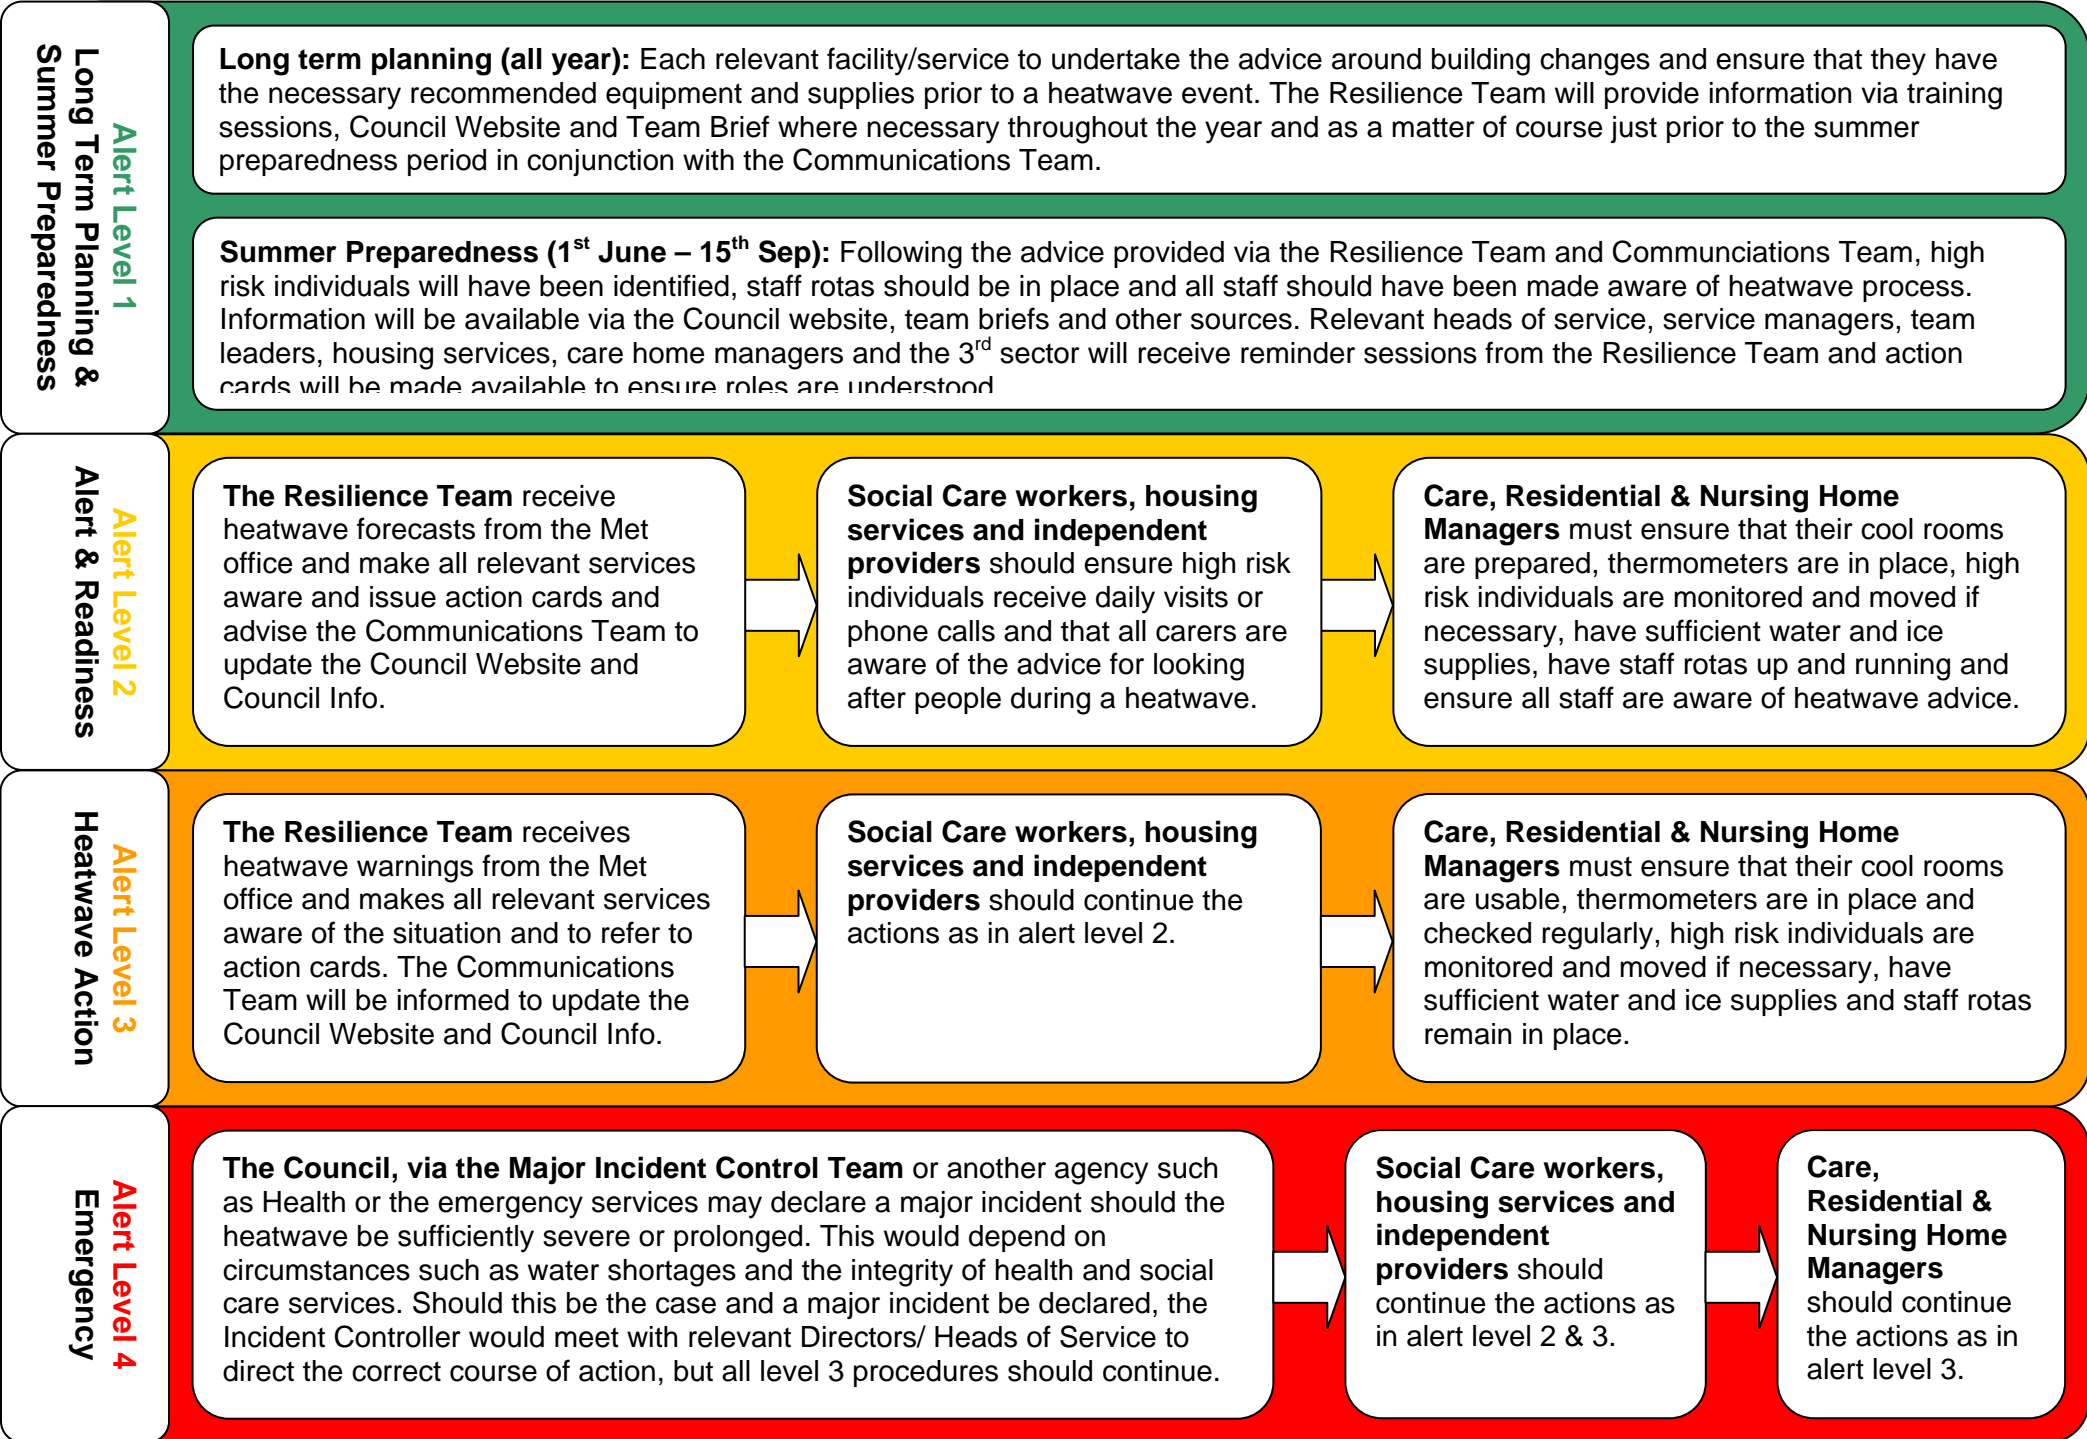 Alert Level 1
Long Term Planning &
Summer Preparedness
Long term planning (all year): Each relevant facility/service to undertake the advice around building changes and ensure that they have
the necessary recommended equipment and supplies prior to a heatwave event. The Resilience Team will provide information via training
sessions, Council Website and Team Brief where necessary throughout the year and as a matter of course just prior to the summer
preparedness period in conjunction with the Communications Team.
Summer Preparedness (1st June – 15th Sep): Following the advice provided via the Resilience Team and Communciations Team, high
risk individuals will have been identified, staff rotas should be in place and all staff should have been made aware of heatwave process.
Information will be available via the Council website, team briefs and other sources. Relevant heads of service, service managers, team
leaders, housing services, care home managers and the 3rd sector will receive reminder sessions from the Resilience Team and action
cards will be made available to ensure roles are understood
Alert Level 2
Alert & Readiness
The Resilience Team receive
heatwave forecasts from the Met
office and make all relevant services
aware and issue action cards and
advise the Communications Team to
update the Council Website and
Council Info.
Social Care workers, housing
services and independent
providers should ensure high risk
individuals receive daily visits or
phone calls and that all carers are
aware of the advice for looking
after people during a heatwave.
Care, Residential & Nursing Home
Managers must ensure that their cool rooms
are prepared, thermometers are in place, high
risk individuals are monitored and moved if
necessary, have sufficient water and ice
supplies, have staff rotas up and running and
ensure all staff are aware of heatwave advice.
Alert Level 3
Heatwave Action
The Resilience Team receives
heatwave warnings from the Met
office and makes all relevant services
aware of the situation and to refer to
action cards. The Communications
Team will be informed to update the
Council Website and Council Info.
Social Care workers, housing
services and independent
providers should continue the
actions as in alert level 2.
Care, Residential & Nursing Home
Managers must ensure that their cool rooms
are usable, thermometers are in place and
checked regularly, high risk individuals are
monitored and moved if necessary, have
sufficient water and ice supplies and staff rotas
remain in place.
Alert Level 4
Emergency
The Council, via the Major Incident Control Team or another agency such
as Health or the emergency services may declare a major incident should the
heatwave be sufficiently severe or prolonged. This would depend on
circumstances such as water shortages and the integrity of health and social
care services. Should this be the case and a major incident be declared, the
Incident Controller would meet with relevant Directors/ Heads of Service to
direct the correct course of action, but all level 3 procedures should continue.
Social Care workers,
housing services and
independent
providers should
continue the actions as
in alert level 2 & 3.
Care,
Residential &
Nursing Home
Managers
should continue
the actions as in
alert level 3.